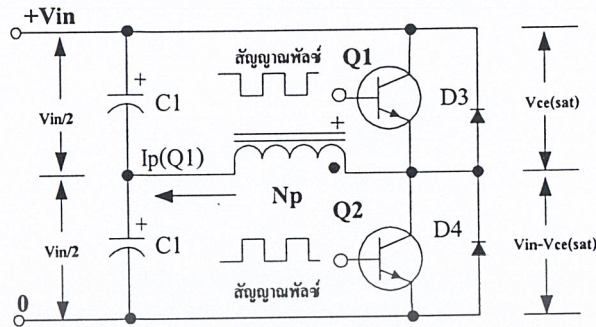 +Vin
สัญญาณพัลซ์
Q1
+
C1
D3
Vce(sat)
Vin/2
+
Ip(Q1)
Np
Q2
+
C1
D4
Vin/2
Vin-Vce(sat)
สัญญาณพัลซ์
0